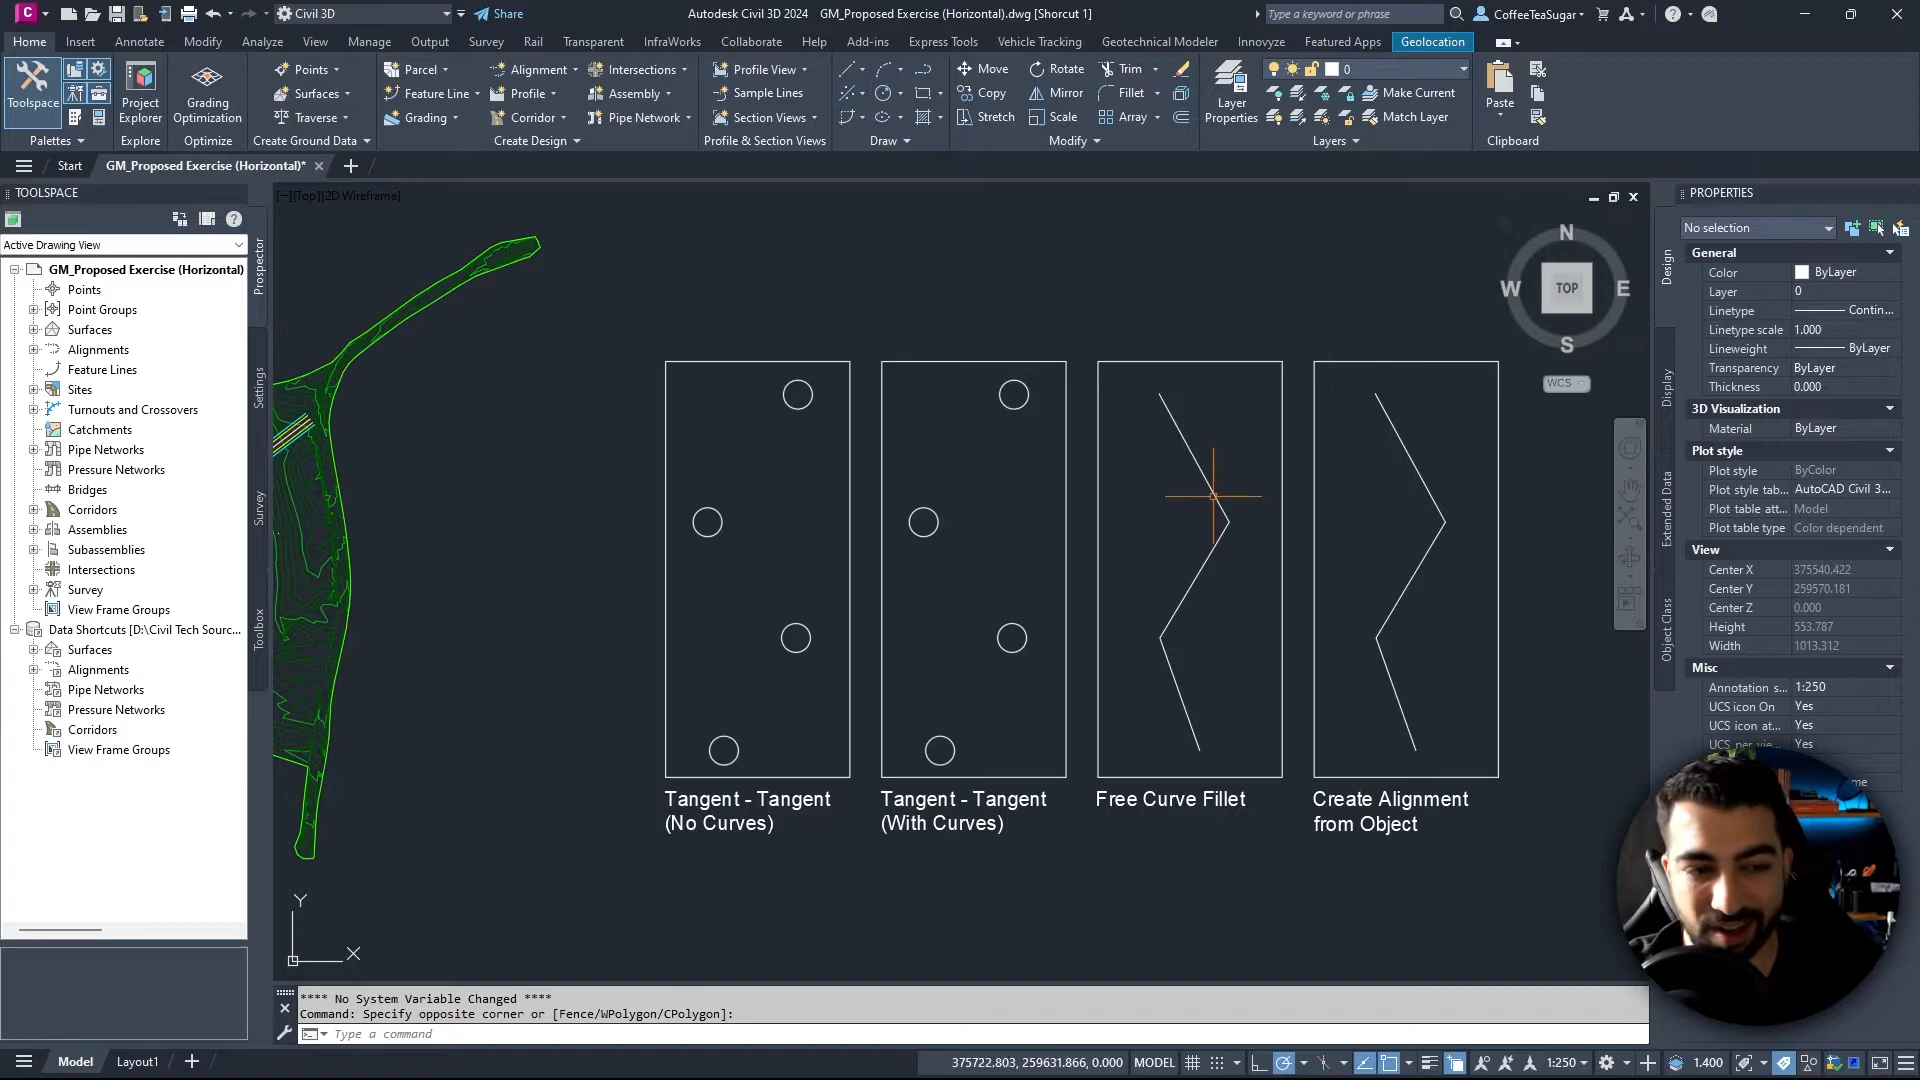 Civil 3D
Share
Autodesk Civil 3D 2024 GM_Proposed Exercise (Horizontal).dwg [Shorcut 1]
Type a keyword or phrase
CoffeeTeaSugar
Home Insert Annotate Modify Analyze View Manage Output Survey Rail Transparent InfraWorks Collaborate Help Add-ins Express Tools Vehicle Tracking Geotechnical Modeler Innovyze Featured Apps Geolocation
Toolspace
Palettes
Project
Explorer
Explore
Grading
Optimization
Optimize
Points
Surfaces
Traverse
Create Ground Data
Parcel
Feature Line
Grading
Alignment
Profile
Corridor
Intersections
Assembly
Pipe Network
Create Design
Profile View
Sample Lines
Section Views
Profile & Section Views
Draw
Move
Copy
Stretch
Rotate
Mirror
Scale
Trim
Fillet
Array
Modify
Layer
Properties
0
Make Current
Match Layer
Layers
Paste
Clipboard
Start
GM_Proposed Exercise (Horizontal)*
TOOLSPACE
Active Drawing View
GM_Proposed Exercise (Horizontal)
Points
Point Groups
Surfaces
Alignments
Feature Lines
Sites
Turnouts and Crossovers
Catchments
Pipe Networks
Pressure Networks
Bridges
Corridors
Assemblies
Subassemblies
Intersections
Survey
View Frame Groups
Data Shortcuts [D:\Civil Tech Sourc...
Surfaces
Alignments
Pipe Networks
Pressure Networks
Corridors
View Frame Groups
Prospector
Settings
Survey
Toolbox
[−][Top][2D Wireframe]
N
W
TOP
E
S
WCS
Tangent - Tangent
(No Curves)
Tangent - Tangent
(With Curves)
Free Curve Fillet
Create Alignment
from Object
Y
X
PROPERTIES
No selection
Design
Display
Extended Data
Object Class
General
Color ByLayer
Layer 0
Linetype Contin...
Linetype scale 1.000
Lineweight ByLayer
Transparency ByLayer
Thickness 0.000
3D Visualization
Material ByLayer
Plot style
Plot style ByColor
Plot style tab... AutoCAD Civil 3...
Plot table att... Model
Plot table type Color dependent
View
Center X 375540.422
Center Y 259570.181
Center Z 0.000
Height 553.787
Width 1013.312
Misc
Annotation s... 1:250
UCS icon On Yes
UCS icon at... Yes
UCS per vie... Yes
**** No System Variable Changed ****
Command: Specify opposite corner or [Fence/WPolygon/CPolygon]:
Type a command
Model
Layout1
375722.803, 259631.866, 0.000
MODEL
1:250
1.400